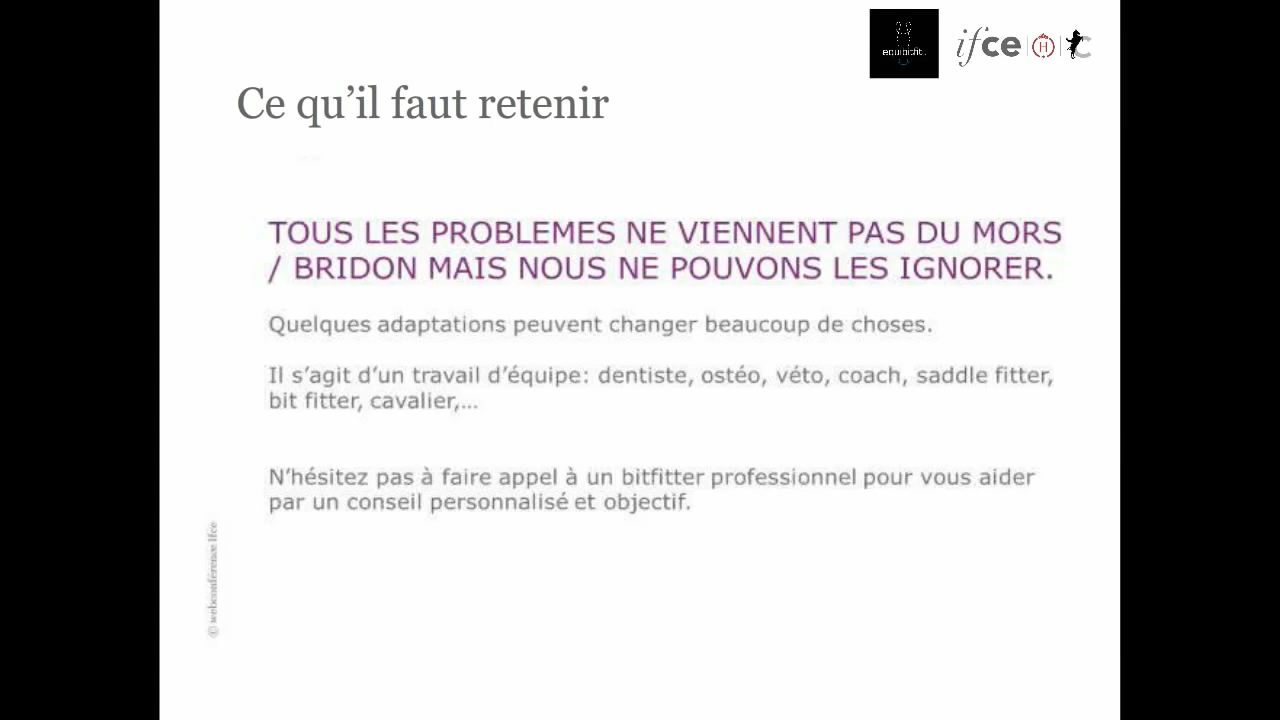 equibitfit.
ifce
Ce qu’il faut retenir
TOUS LES PROBLEMES NE VIENNENT PAS DU MORS
/ BRIDON MAIS NOUS NE POUVONS LES IGNORER.
Quelques adaptations peuvent changer beaucoup de choses.
Il s’agit d’un travail d’équipe: dentiste, ostéo, véto, coach, saddle fitter,
bit fitter, cavalier,...
N’hésitez pas à faire appel à un bitfitter professionnel pour vous aider
par un conseil personnalisé et objectif.
© webconférence ifce